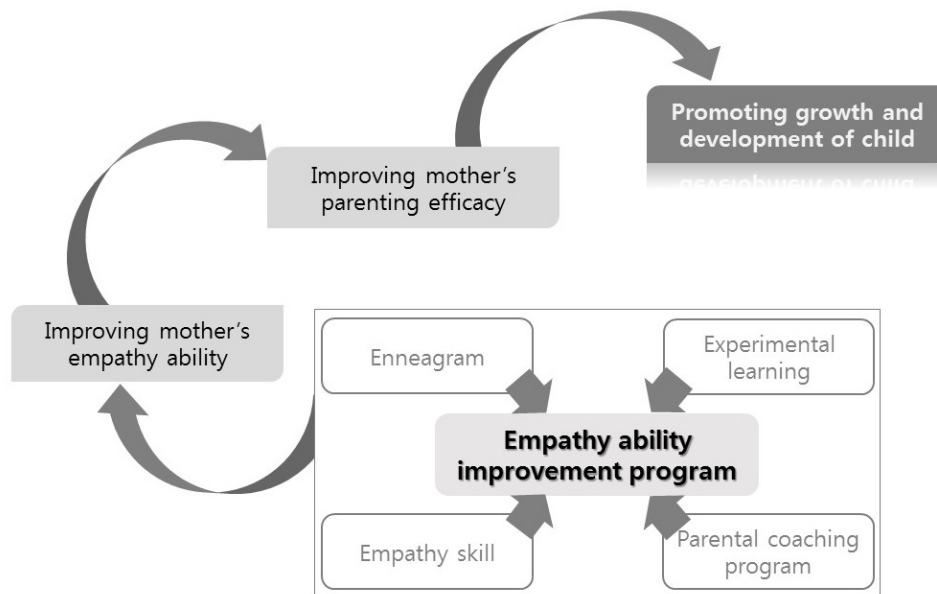 Promoting growth and
development of child
Improving mother's
parenting efficacy
Improving mother's
empathy ability
Enneagram
Experimental
learning
Empathy ability
improvement program
Empathy skill
Parental coaching
program